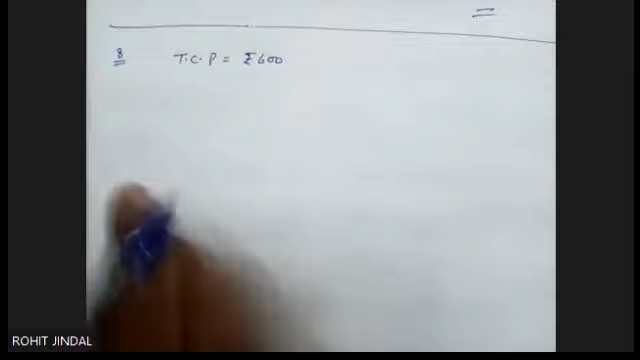 8 T.C.P = ₹600
ROHIT JINDAL